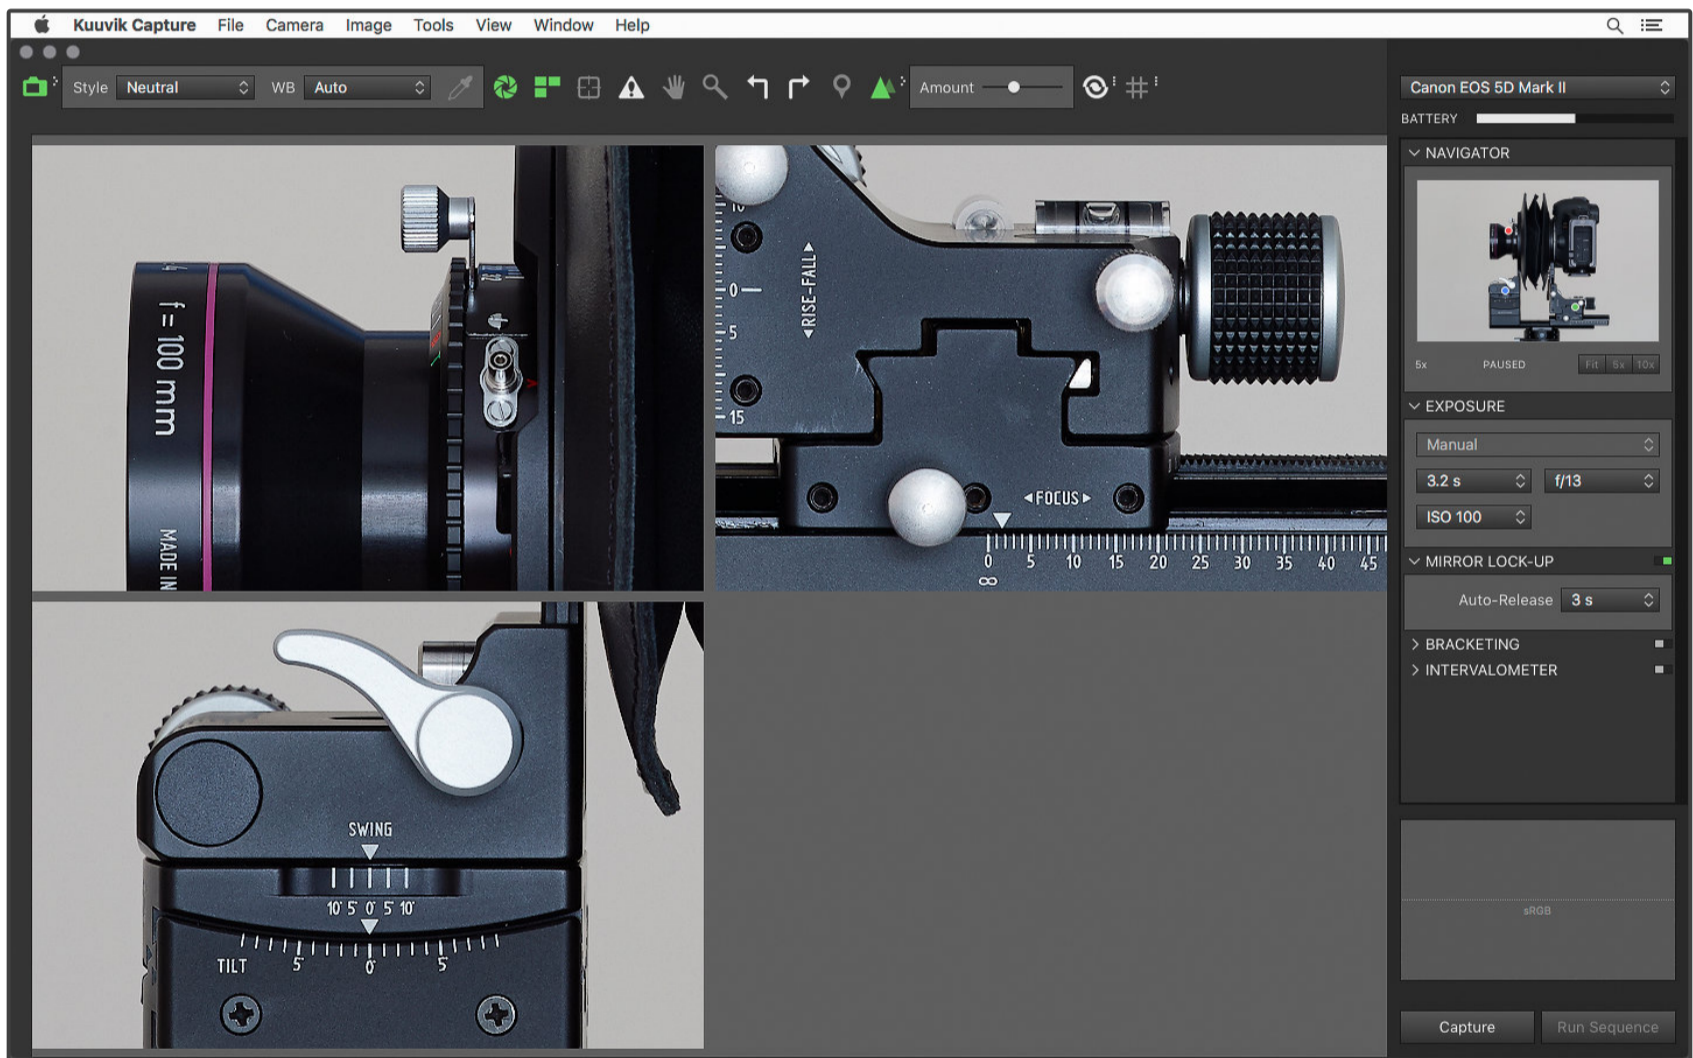 Kuuvik Capture File Camera Image Tools View Window Help
Style Neutral WB Auto Amount
Canon EOS 5D Mark II
BATTERY
NAVIGATOR
5x PAUSED Fit 5x 10x
EXPOSURE
Manual
3.2 s f/13
ISO 100
MIRROR LOCK-UP
Auto-Release 3 s
BRACKETING
INTERVALOMETER
sRGB
Capture Run Sequence
f = 100 mm
MADE IN
10
0
5
15
RISE-FALL
FOCUS
0 5 10 15 20 25 30 35 40 45
∞
SWING
10° 5° 0° 5° 10°
TILT 5° 0° 5°